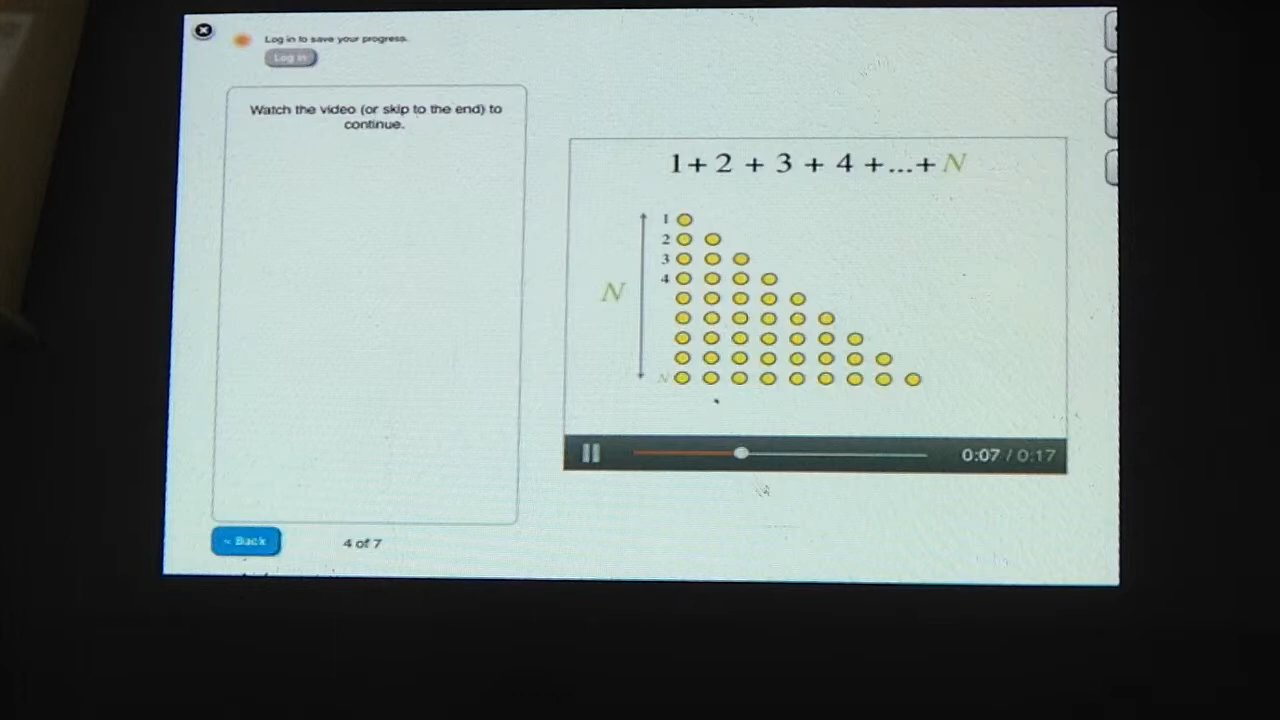 Log in to save your progress.
Log in
Watch the video (or skip to the end) to
continue.
1+ 2 + 3 + 4 +...+ N
1
2
3
4
N
N
0:07 / 0:17
Back
4 of 7